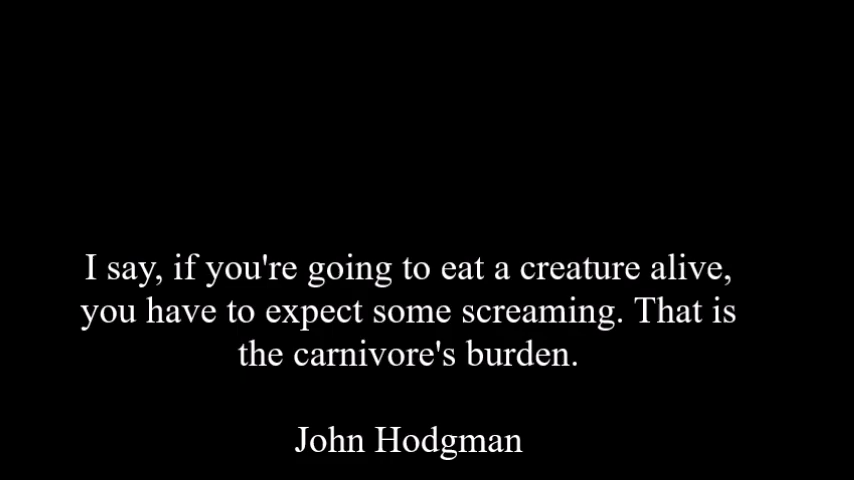 I say, if you're going to eat a creature alive,
you have to expect some screaming. That is
the carnivore's burden.
John Hodgman